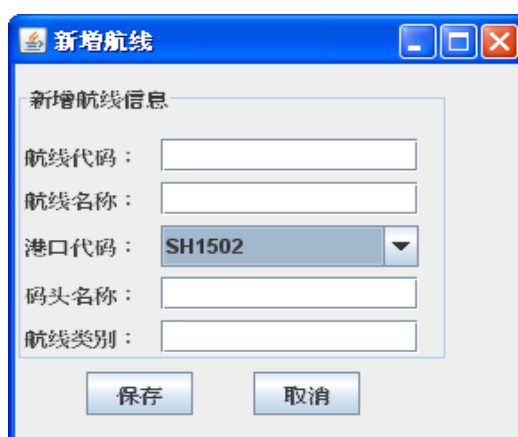 新增航线
新增航线信息
航线代码：
航线名称：
港口代码： SH1502
码头名称：
航线类别：
保存 取消